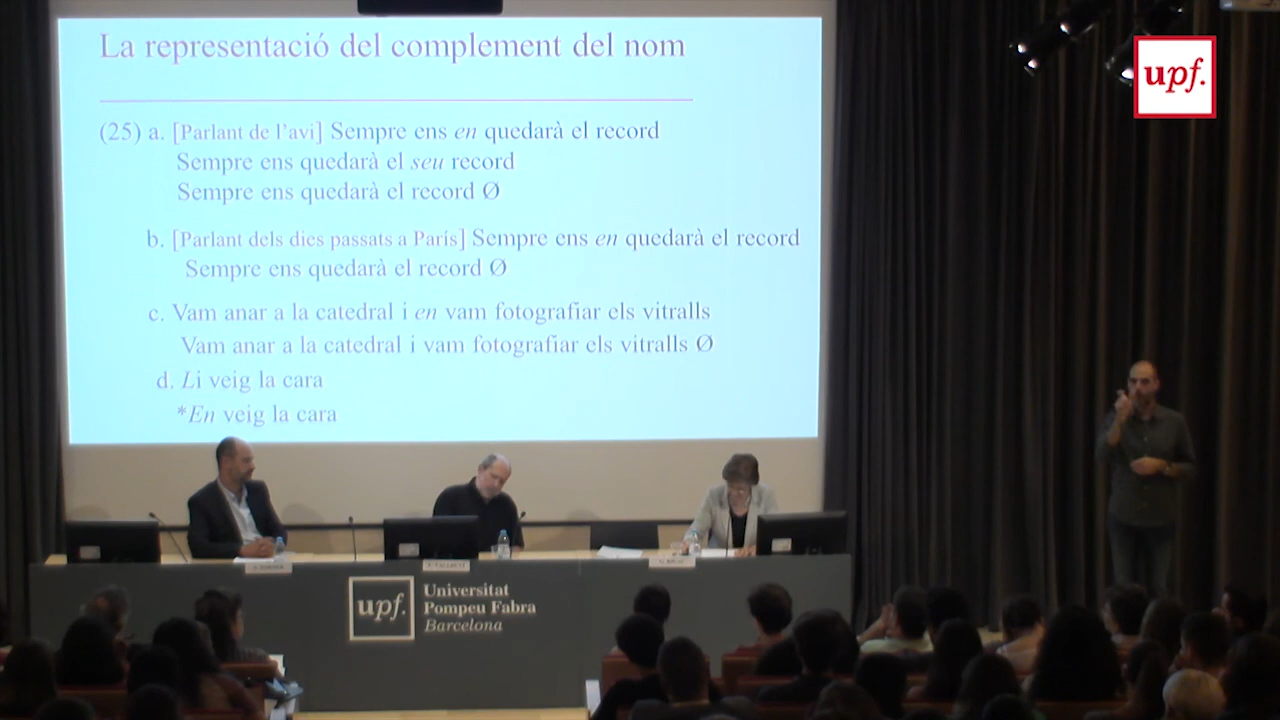 La representació del complement del nom
upf.
(25) a. [Parlant de l'avi] Sempre ens en quedarà el record
Sempre ens quedarà el seu record
Sempre ens quedarà el record Ø
b. [Parlant dels dies passats a París] Sempre ens en quedarà el record
Sempre ens quedarà el record Ø
c. Vam anar a la catedral i en vam fotografiar els vitralls
Vam anar a la catedral i vam fotografiar els vitralls Ø
d. Li veig la cara
*En veig la cara
upf.
Universitat
Pompeu Fabra
Barcelona